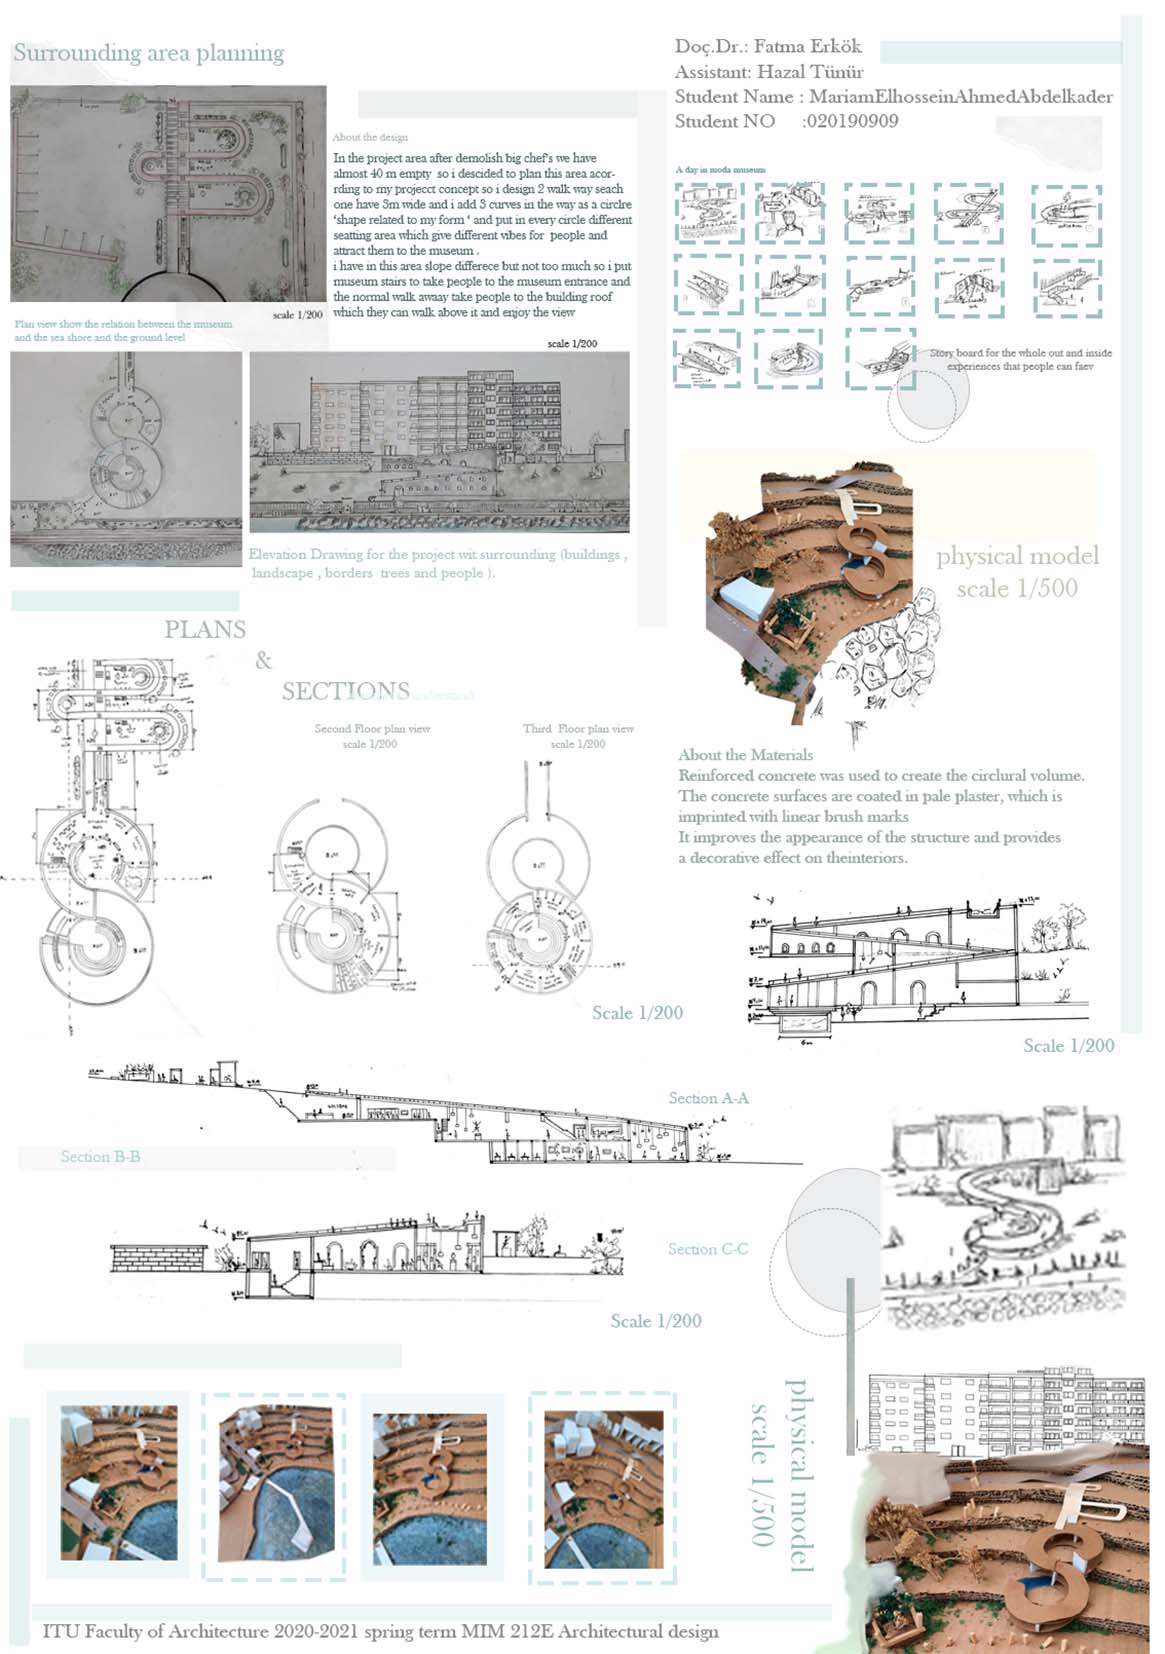 Surrounding area planning
Doç.Dr.: Fatma Erkök
Assistant: Hazal Tünür
Student Name : MariamElhosseinAhmedAbdelkader
Student NO :020190909
About the design
In the project area after demolish big chef's we have
almost 40 m empty so i descided to plan this area acor-
rding to my projecct concept so i design 2 walk way seach
one have 3m wide and i add 3 curves in the way as a circlre
'shape related to my form ' and put in every circle different
seatting area which give different vibes for people and
attract them to the museum .
i have in this area slope differece but not too much so i put
museum stairs to take people to the museum entrance and
the normal walk away take people to the building roof
which they can walk above it and enjoy the view
scale 1/200
Plan view show the relation between the museum
and the sea shore and the ground level
scale 1/200
A day in moda museum
Story board for the whole out and inside
experiences that people can faev
Elevation Drawing for the project wit surrounding (buildings ,
landscape , borders trees and people ).
physical model
scale 1/500
PLANS
&
SECTIONS
Second Floor plan view
scale 1/200
Third Floor plan view
scale 1/200
About the Materials
Reinforced concrete was used to create the circlural volume.
The concrete surfaces are coated in pale plaster, which is
imprinted with linear brush marks
It improves the appearance of the structure and provides
a decorative effect on theinteriors.
Scale 1/200
6m
Scale 1/200
Section A-A
Section B-B
Section C-C
Scale 1/200
physical model
scale 1/500
ITU Faculty of Architecture 2020-2021 spring term MIM 212E Architectural design